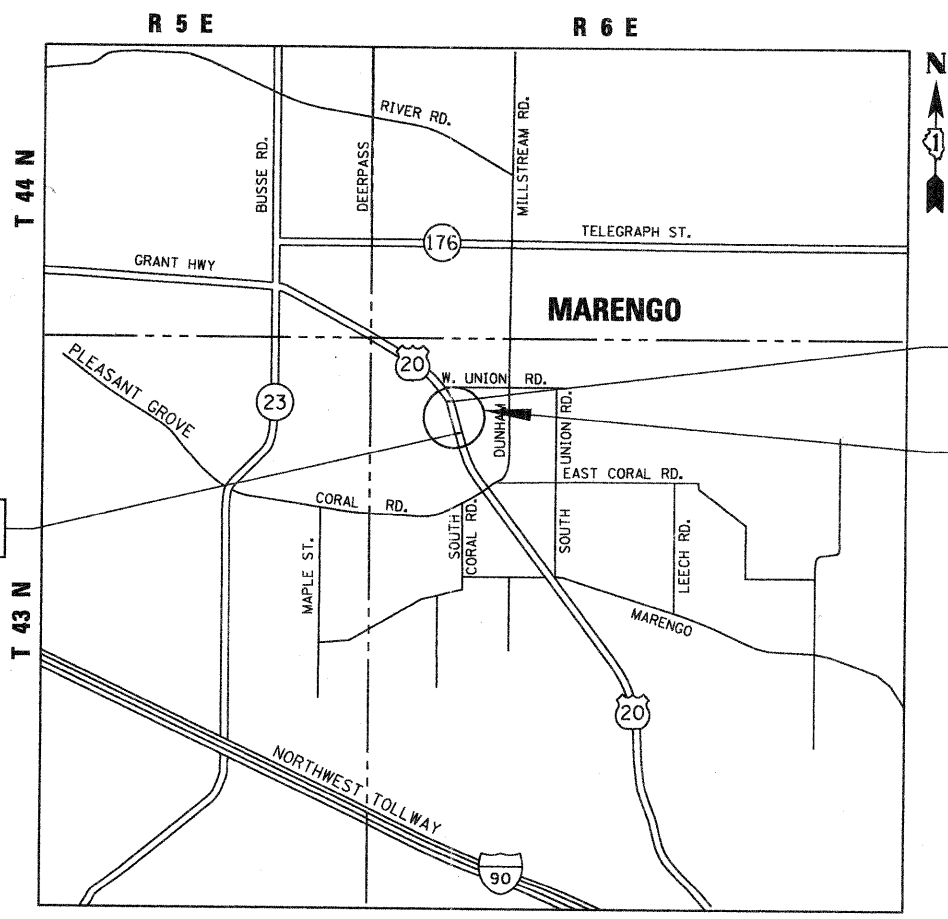 R 5 E
R 6 E
N
1
T 44 N
BUSSE RD.
DEERPASS
RIVER RD.
MILLSTREAM RD.
176
TELEGRAPH ST.
GRANT HWY
MARENGO
PLEASANT GROVE
20
W. UNION RD.
23
DUNHAM
SOUTH UNION RD.
EAST CORAL RD.
CORAL RD.
MAPLE ST.
SOUTH
CORAL RD.
LEECH RD.
T 43 N
MARENGO
20
NORTHWEST TOLLWAY
90